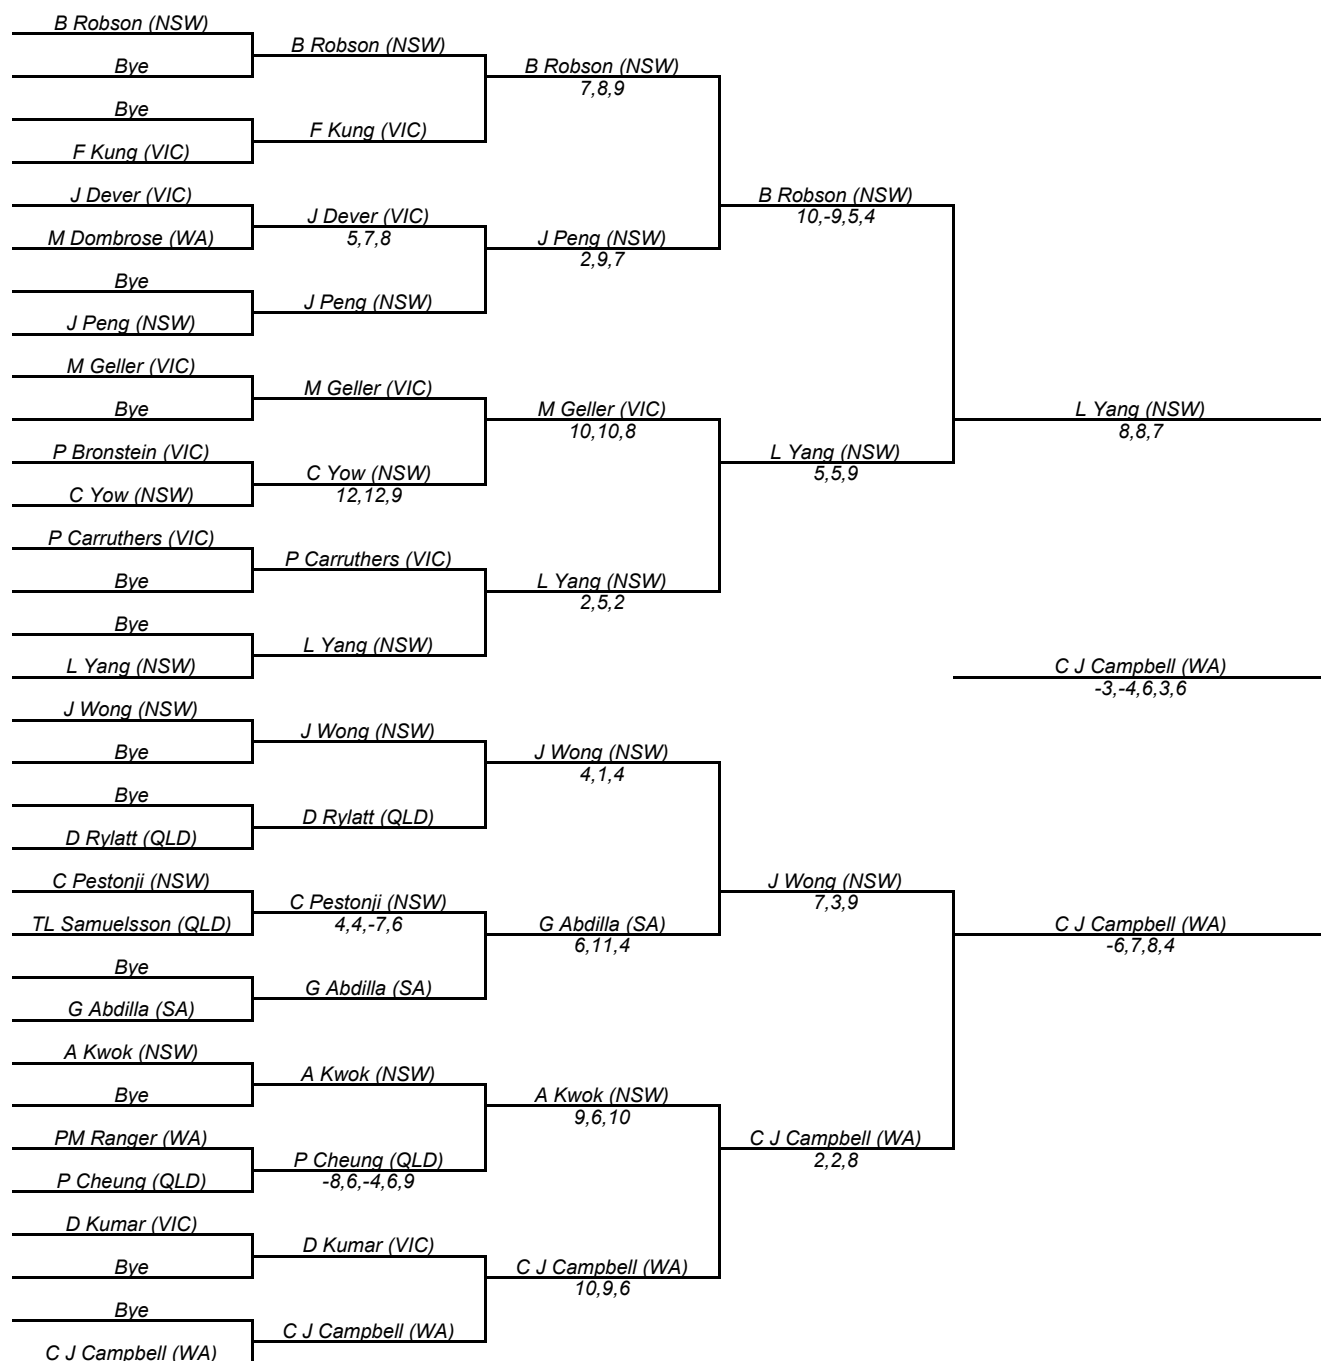 B Robson (NSW)
Bye
Bye
F Kung (VIC)
J Dever (VIC)
M Dombrose (WA)
Bye
J Peng (NSW)
M Geller (VIC)
Bye
P Bronstein (VIC)
C Yow (NSW)
P Carruthers (VIC)
Bye
Bye
L Yang (NSW)
J Wong (NSW)
Bye
Bye
D Rylatt (QLD)
C Pestonji (NSW)
TL Samuelsson (QLD)
Bye
G Abdilla (SA)
A Kwok (NSW)
Bye
PM Ranger (WA)
P Cheung (QLD)
D Kumar (VIC)
Bye
Bye
C J Campbell (WA)
B Robson (NSW)
F Kung (VIC)
J Dever (VIC)
5,7,8
J Peng (NSW)
M Geller (VIC)
C Yow (NSW)
12,12,9
P Carruthers (VIC)
L Yang (NSW)
J Wong (NSW)
D Rylatt (QLD)
C Pestonji (NSW)
4,4,-7,6
G Abdilla (SA)
A Kwok (NSW)
P Cheung (QLD)
-8,6,-4,6,9
D Kumar (VIC)
C J Campbell (WA)
B Robson (NSW)
7,8,9
J Peng (NSW)
2,9,7
M Geller (VIC)
10,10,8
L Yang (NSW)
2,5,2
J Wong (NSW)
4,1,4
G Abdilla (SA)
6,11,4
A Kwok (NSW)
9,6,10
C J Campbell (WA)
10,9,6
B Robson (NSW)
10,-9,5,4
L Yang (NSW)
5,5,9
J Wong (NSW)
7,3,9
C J Campbell (WA)
2,2,8
L Yang (NSW)
8,8,7
C J Campbell (WA)
-3,-4,6,3,6
C J Campbell (WA)
-6,7,8,4